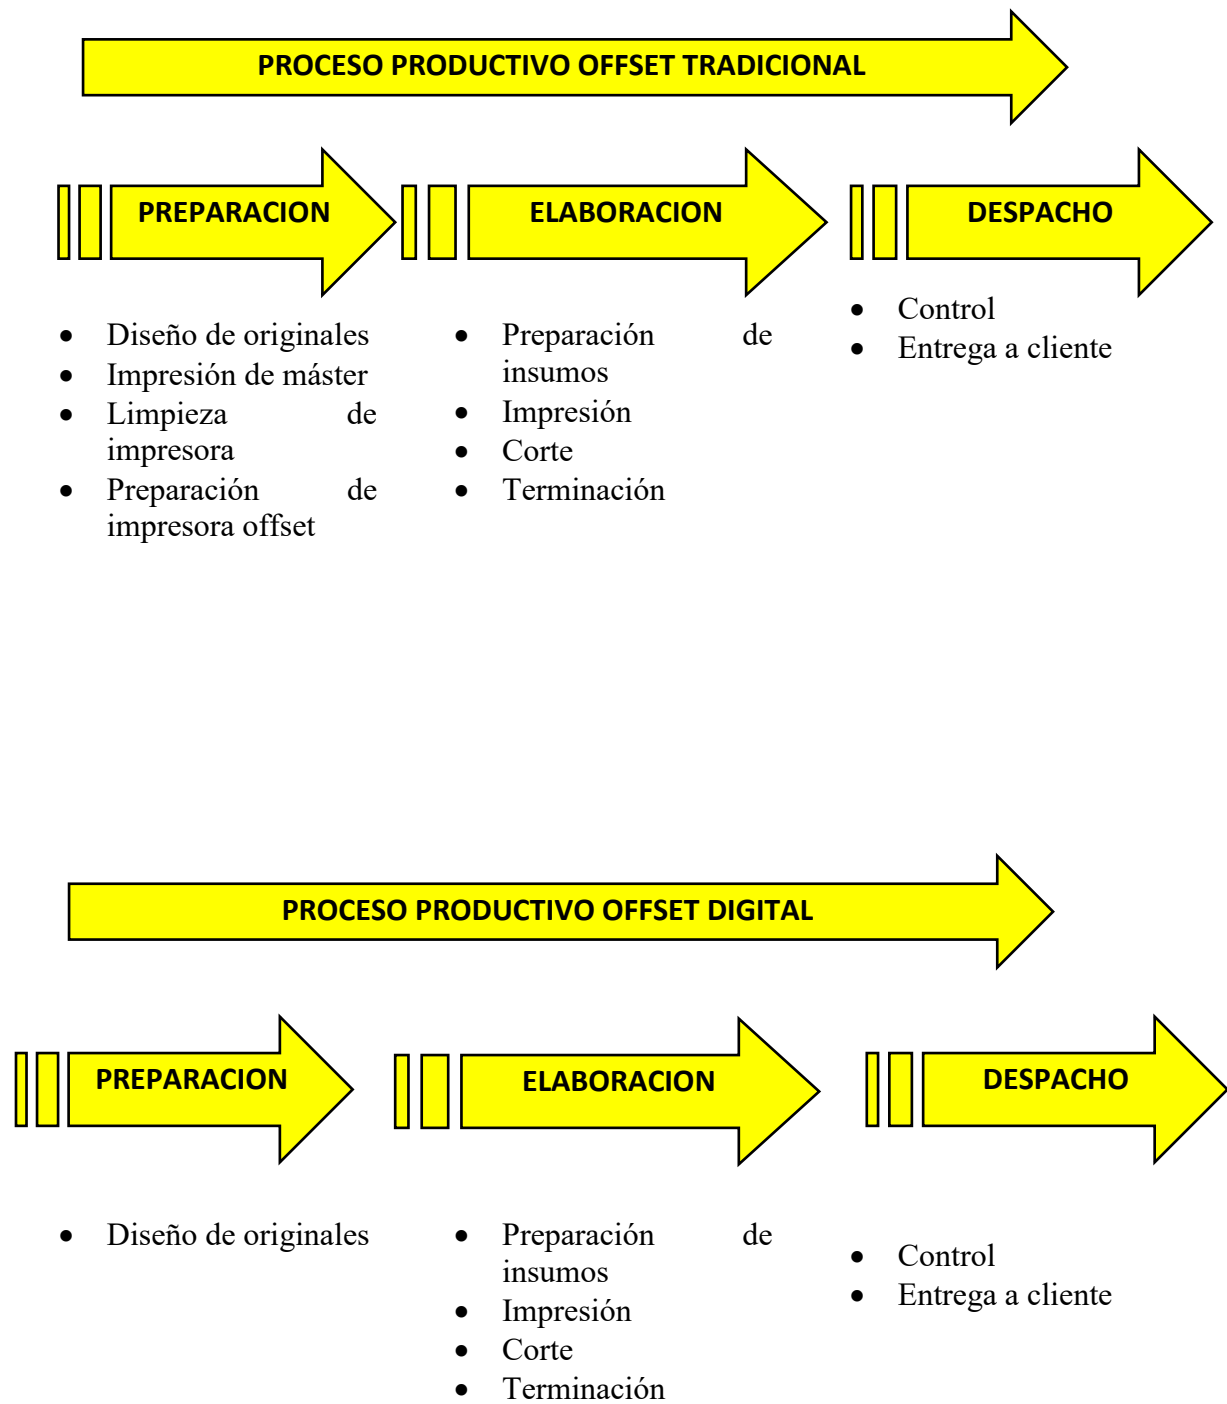 PROCESO PRODUCTIVO OFFSET TRADICIONAL
PREPARACION
ELABORACION
DESPACHO
• Diseño de originales
• Impresión de máster
• Limpieza de
impresora
• Preparación de
impresora offset
• Preparación de
insumos
• Impresión
• Corte
• Terminación
• Control
• Entrega a cliente
PROCESO PRODUCTIVO OFFSET DIGITAL
PREPARACION
ELABORACION
DESPACHO
• Diseño de originales
• Preparación de
insumos
• Impresión
• Corte
• Terminación
• Control
• Entrega a cliente